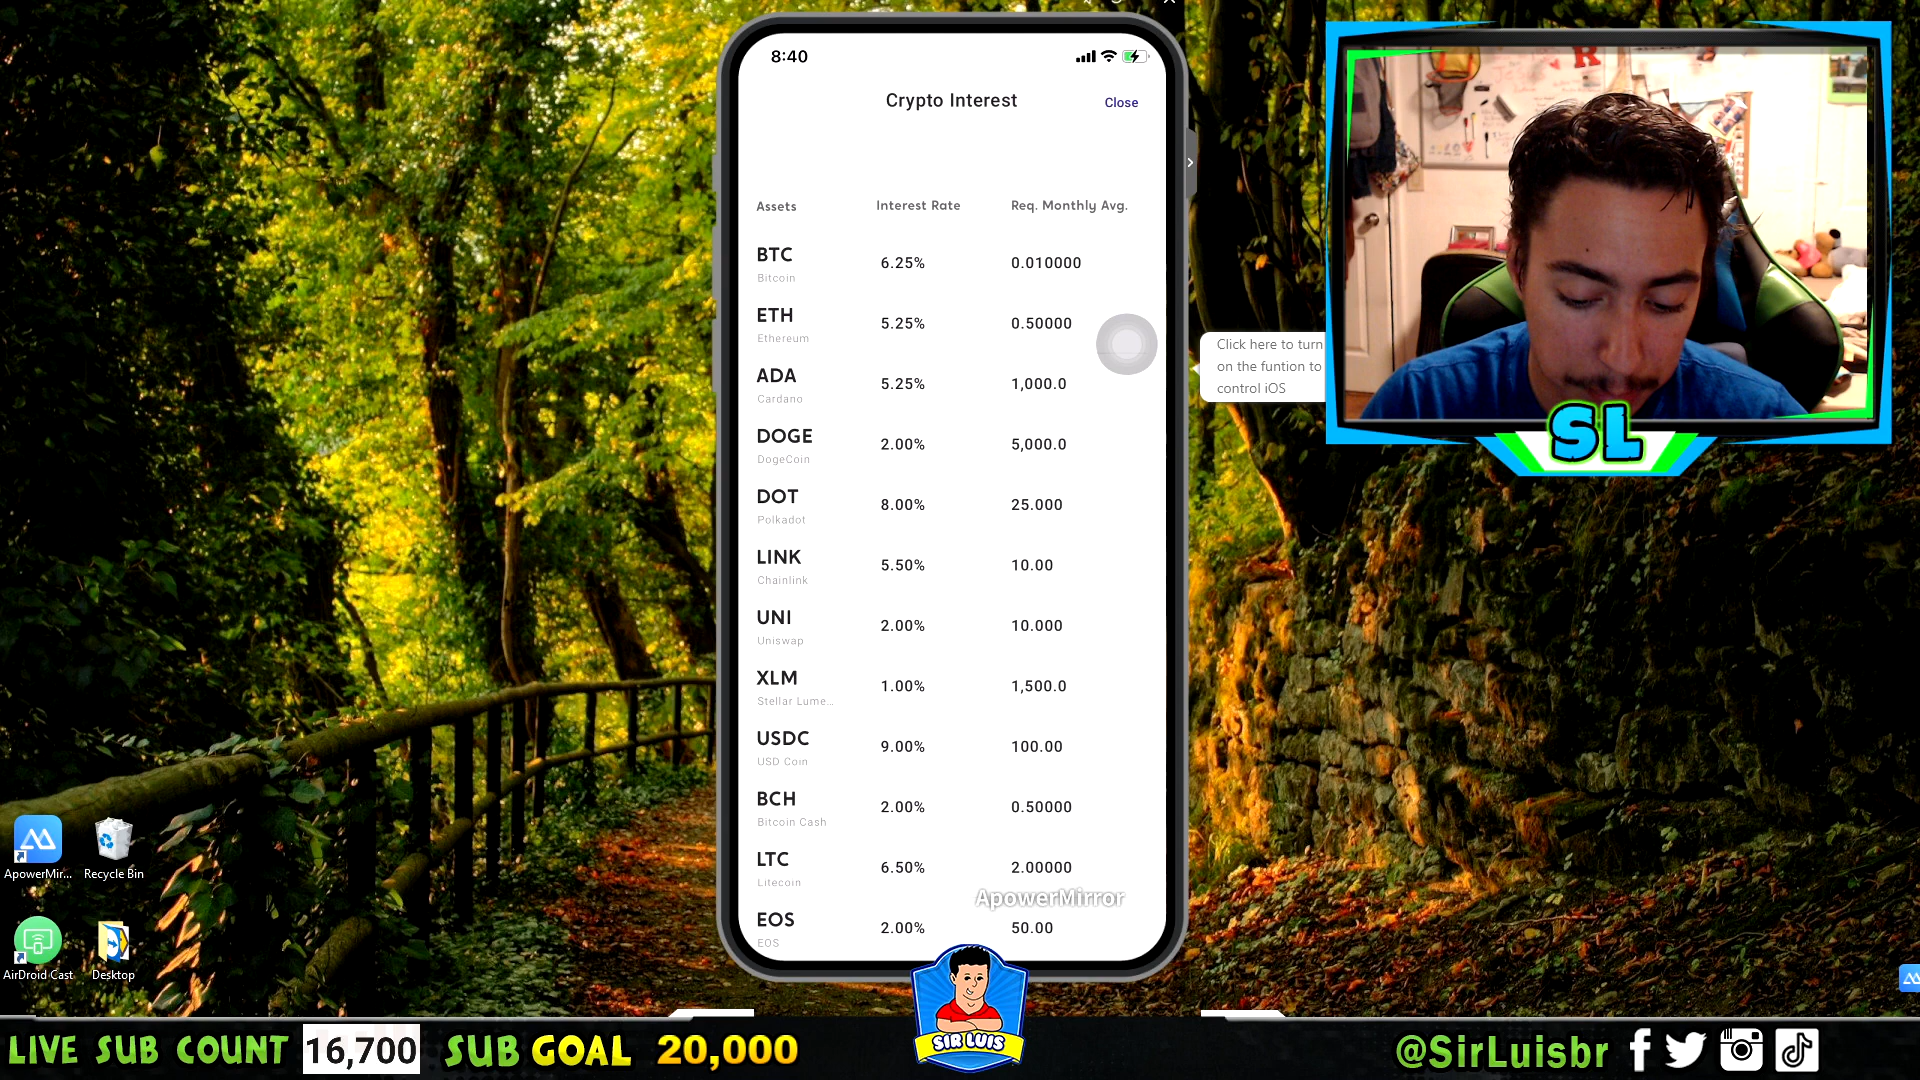 8:40
Crypto Interest
Close
Assets Interest Rate Req. Monthly Avg.
BTC 6.25% 0.010000
Bitcoin
ETH 5.25% 0.50000
Ethereum
ADA 5.25% 1,000.0
Cardano
DOGE 2.00% 5,000.0
DogeCoin
DOT 8.00% 25.000
Polkadot
LINK 5.50% 10.00
Chainlink
UNI 2.00% 10.000
Uniswap
XLM 1.00% 1,500.0
Stellar Lume...
USDC 9.00% 100.00
USD Coin
BCH 2.00% 0.50000
Bitcoin Cash
LTC 6.50% 2.00000
Litecoin
ApowerMirror
EOS 2.00% 50.00
EOS
Click here to turn
on the funtion to
control iOS
R
SL
ApowerMir...
Recycle Bin
AirDroid Cast
Desktop
SIR LUIS
LIVE SUB COUNT 16,700 SUB GOAL 20,000
@SirLuisbr